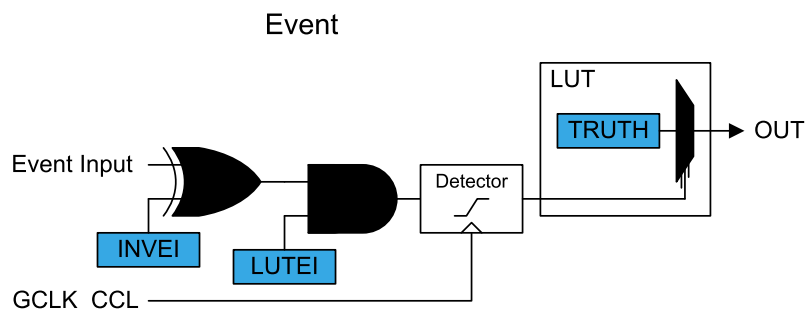 Event
LUT
TRUTH
OUT
Event Input
Detector
INVEI
LUTEI
GCLK CCL